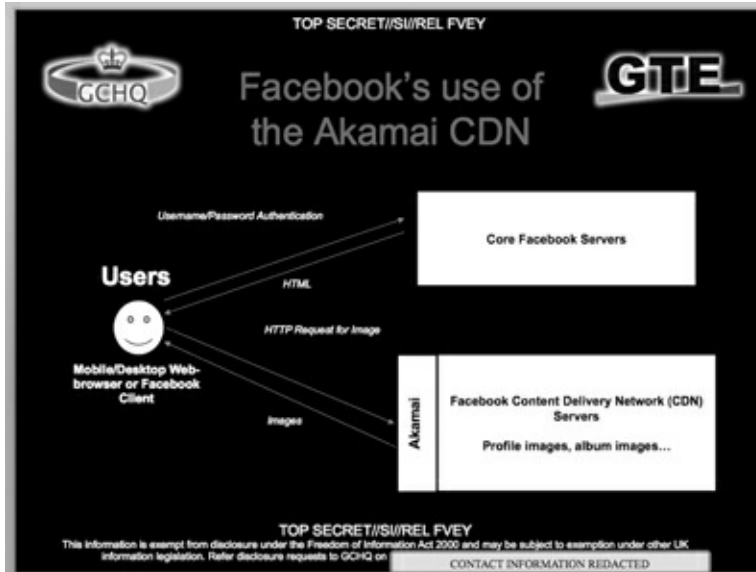 TOP SECRET//SI//REL FVEY
GCHQ
GTE
Facebook's use of
the Akamai CDN
Username/Password Authentication
Core Facebook Servers
Users
HTML
HTTP Request for Image
Mobile/Desktop Web-
browser or Facebook
Client
Images
Akamai
Facebook Content Delivery Network (CDN)
Servers
Profile images, album images…
TOP SECRET//SI//REL FVEY
This information is exempt from disclosure under the Freedom of Information Act 2000 and may be subject to exemption under other UK
information legislation. Refer disclosure requests to GCHQ on
CONTACT INFORMATION REDACTED